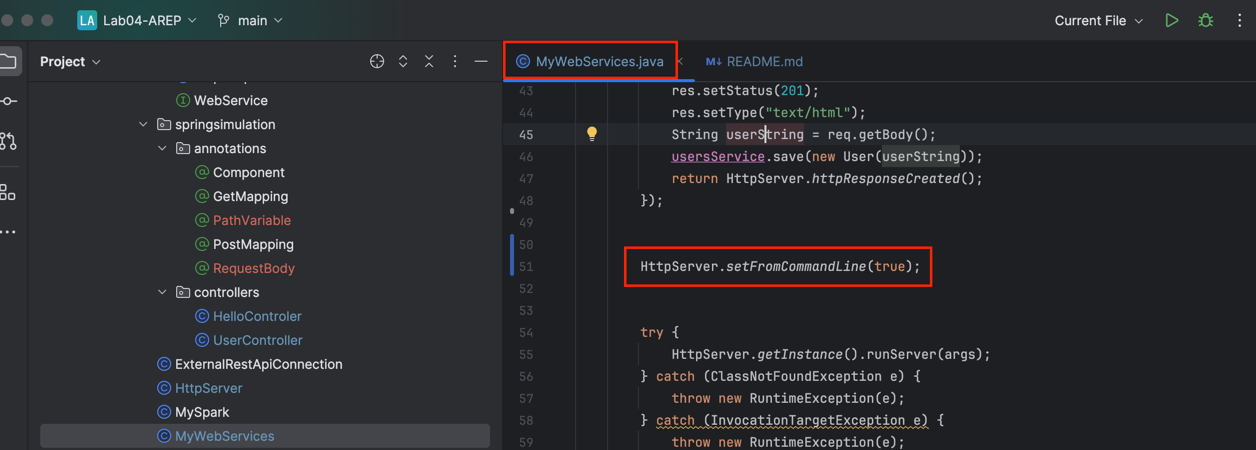 LA Lab04-AREP main Current File
Project
WebService
springsimulation
annotations
@ Component
@ GetMapping
@ PathVariable
@ PostMapping
@ RequestBody
controllers
C HelloControler
C UserController
C ExternalRestApiConnection
C HttpServer
C MySpark
C MyWebServices
C MyWebServices.java × M↓ README.md
43 res.setStatus(201);
44 res.setType("text/html");
45 String userString = req.getBody();
46 usersService.save(new User(userString));
47 return HttpServer.httpResponseCreated();
48 });
49
50
51 HttpServer.setFromCommandLine(true);
52
53
54 try {
55 HttpServer.getInstance().runServer(args);
56 } catch (ClassNotFoundException e) {
57 throw new RuntimeException(e);
58 } catch (InvocationTargetException e) {
59 throw new RuntimeException(e);